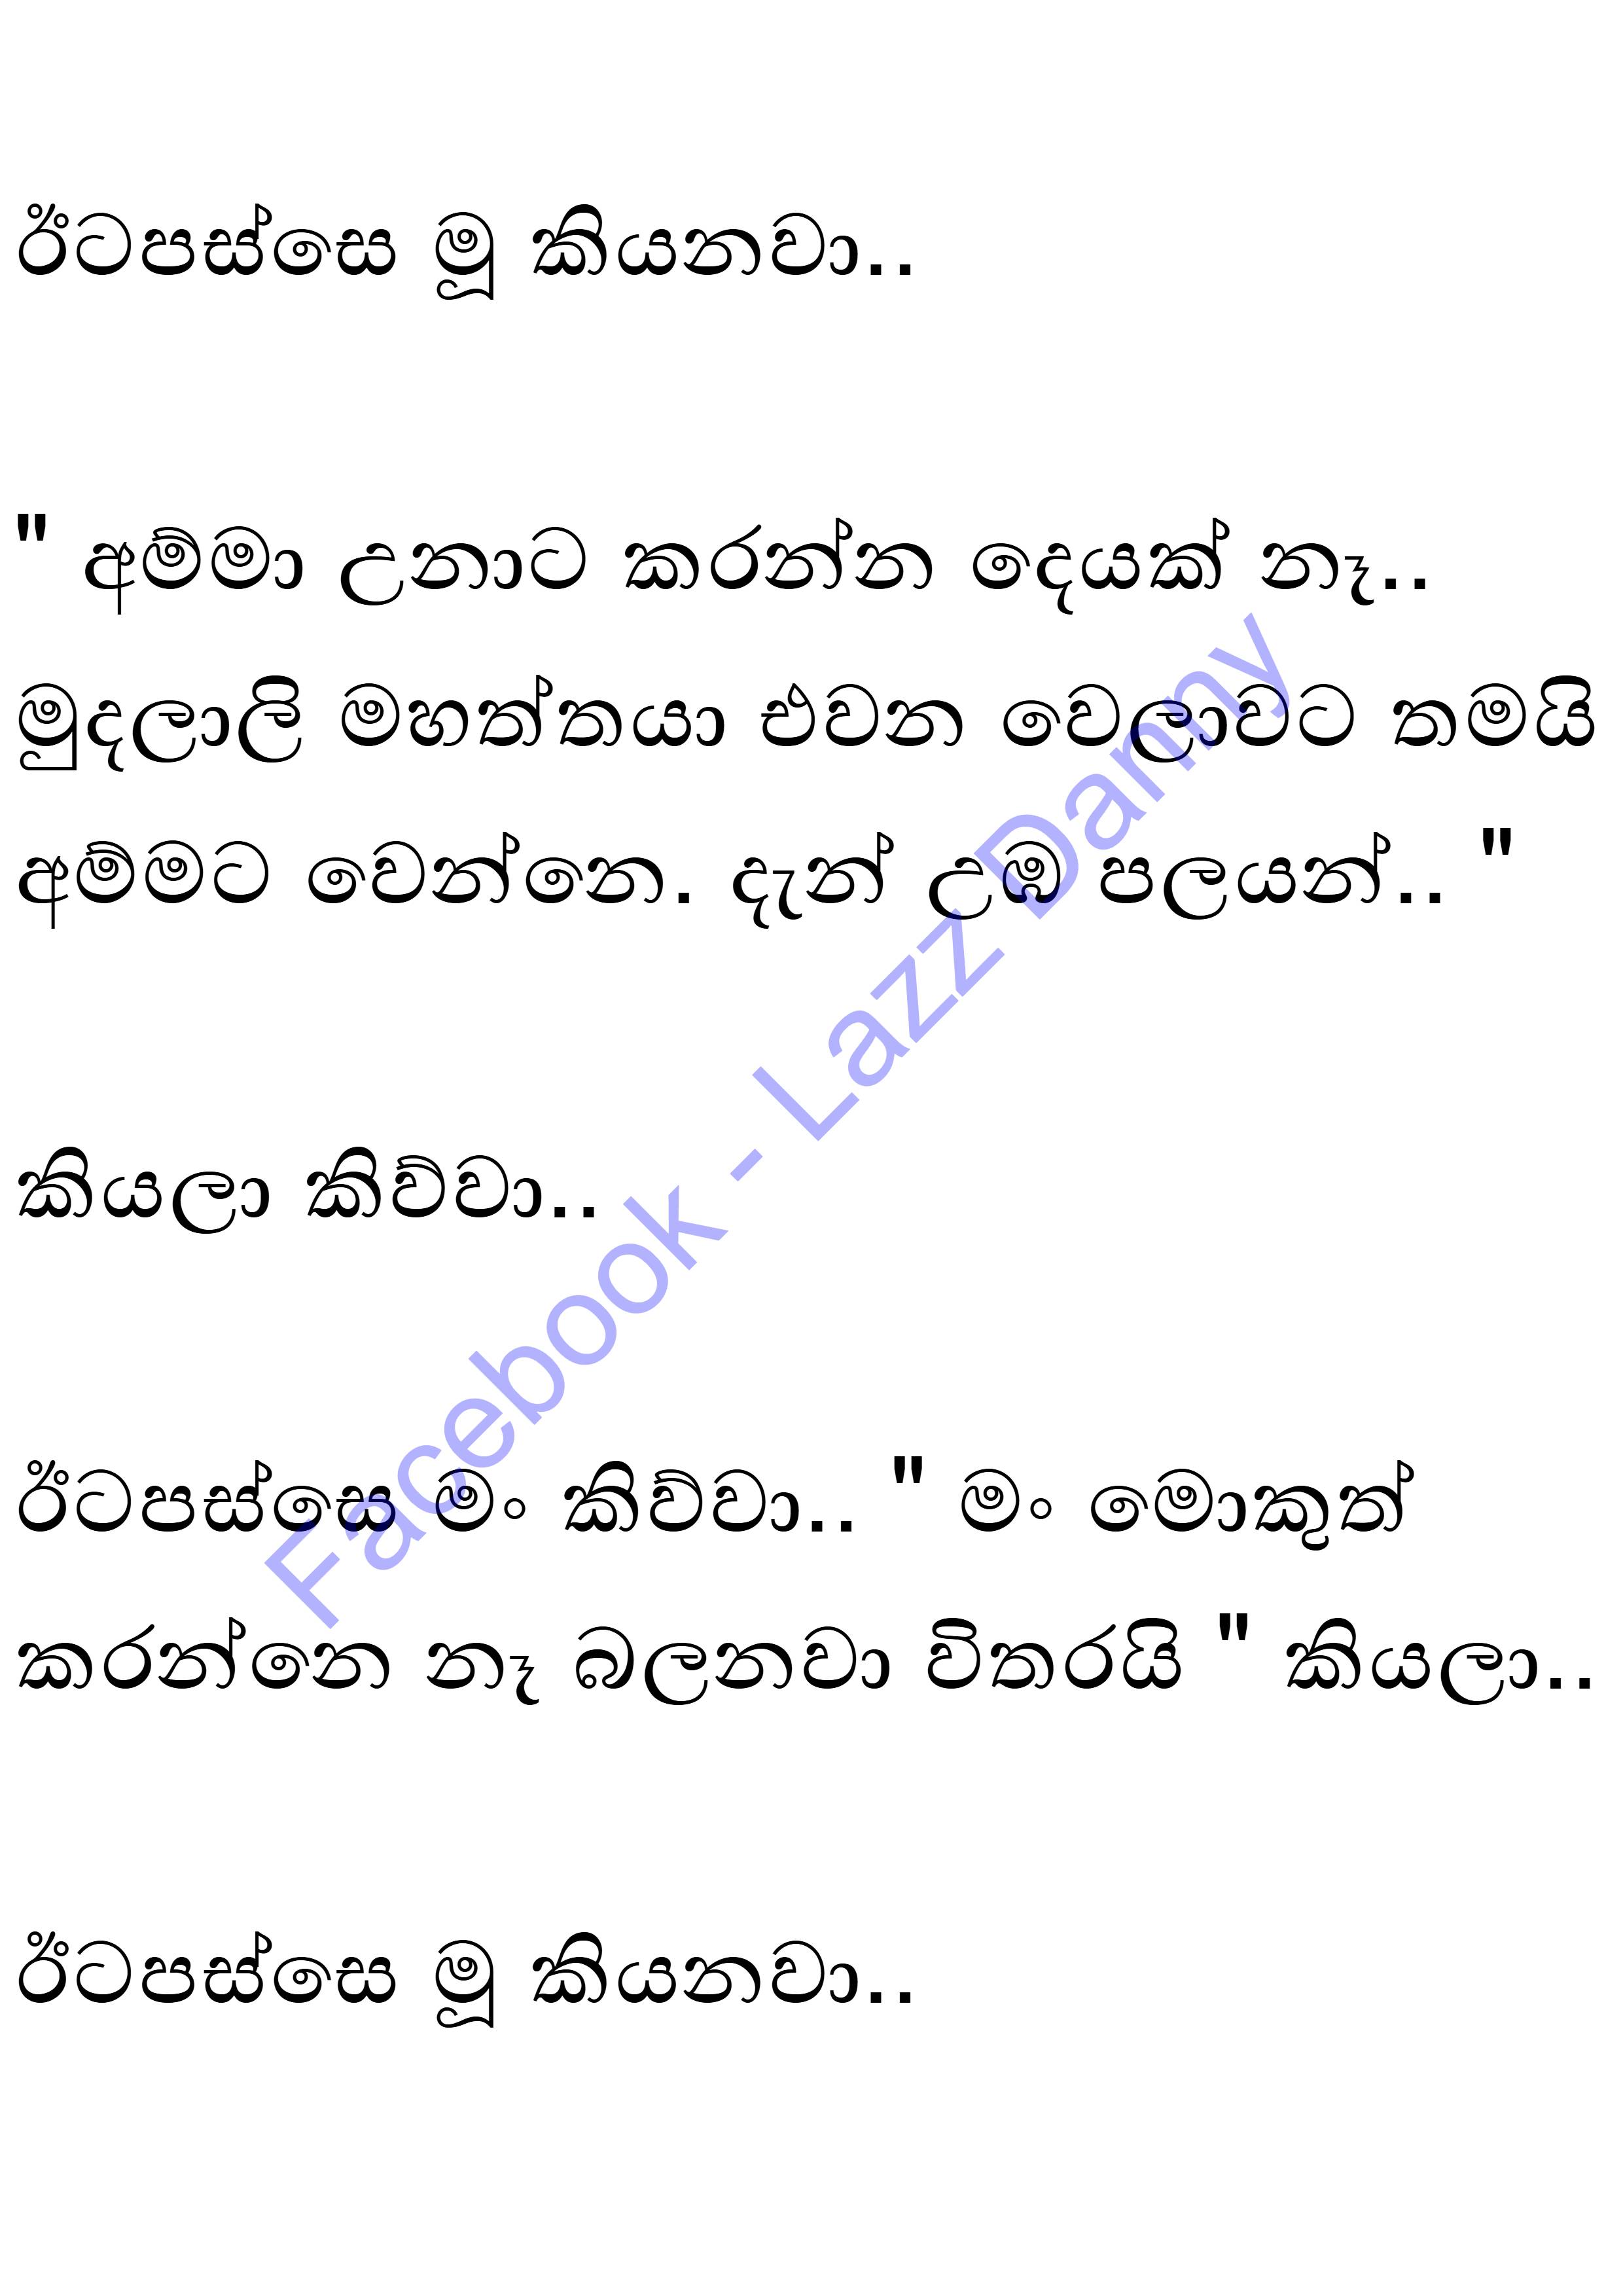 ඊටපස්සෙ මූ කියනවා..
" අම්මා උනාට කරන්න දෙයක් නෑ..
මුදලාලි මහත්තයා එවන වෙලාවට තමයි
අම්මට වෙන්නෙ. දැන් උඹ පලයන්.. "
කියලා කිව්වා..
ඊටපස්සෙ මං කිව්වා.. " මං මොකුත්
කරන්නෙ නෑ බලනවා විතරයි " කියලා..
ඊටපස්සෙ මූ කියනවා..
Facebook - Lazz Danny